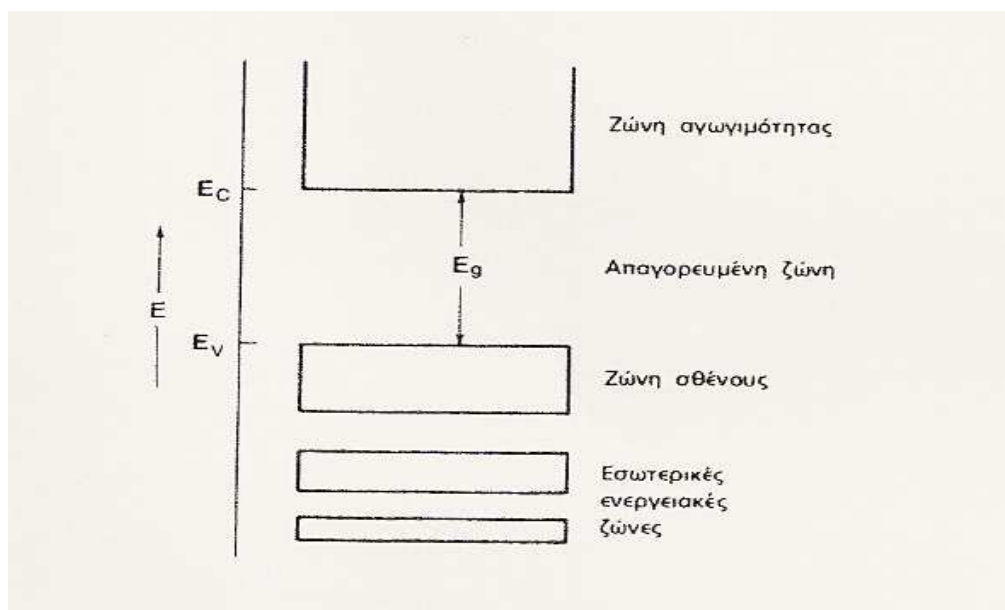 Ζώνη αγωγιμότητας
E_C
E_g
Απαγορευμένη ζώνη
E
E_V
Ζώνη σθένους
Εσωτερικές
ενεργειακές
ζώνες